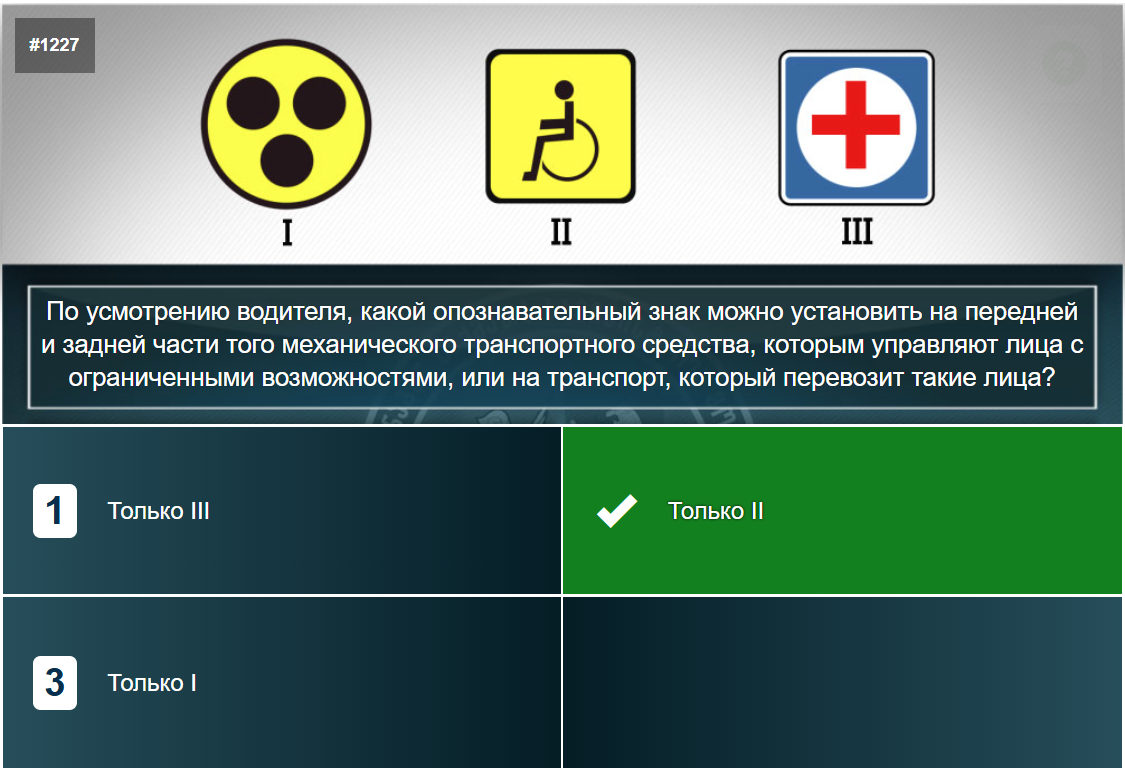 #1227
I
II
III
По усмотрению водителя, какой опознавательный знак можно установить на передней
и задней части того механического транспортного средства, которым управляют лица с
ограниченными возможностями, или на транспорт, который перевозит такие лица?
1
Только III
Только II
3
Только I